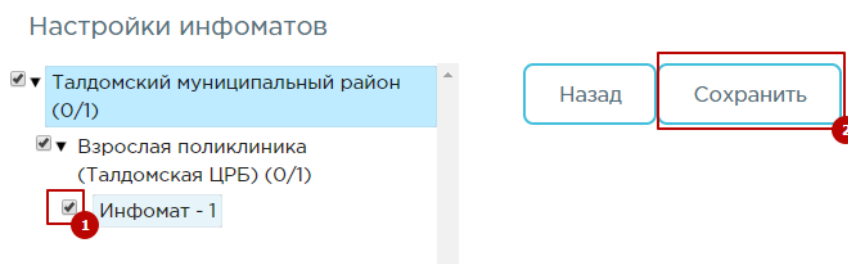 Настройки инфоматов
Талдомский муниципальный район
(0/1)
Взрослая поликлиника
(Талдомская ЦРБ) (0/1)
Инфомат - 1
1
Назад
Сохранить
2